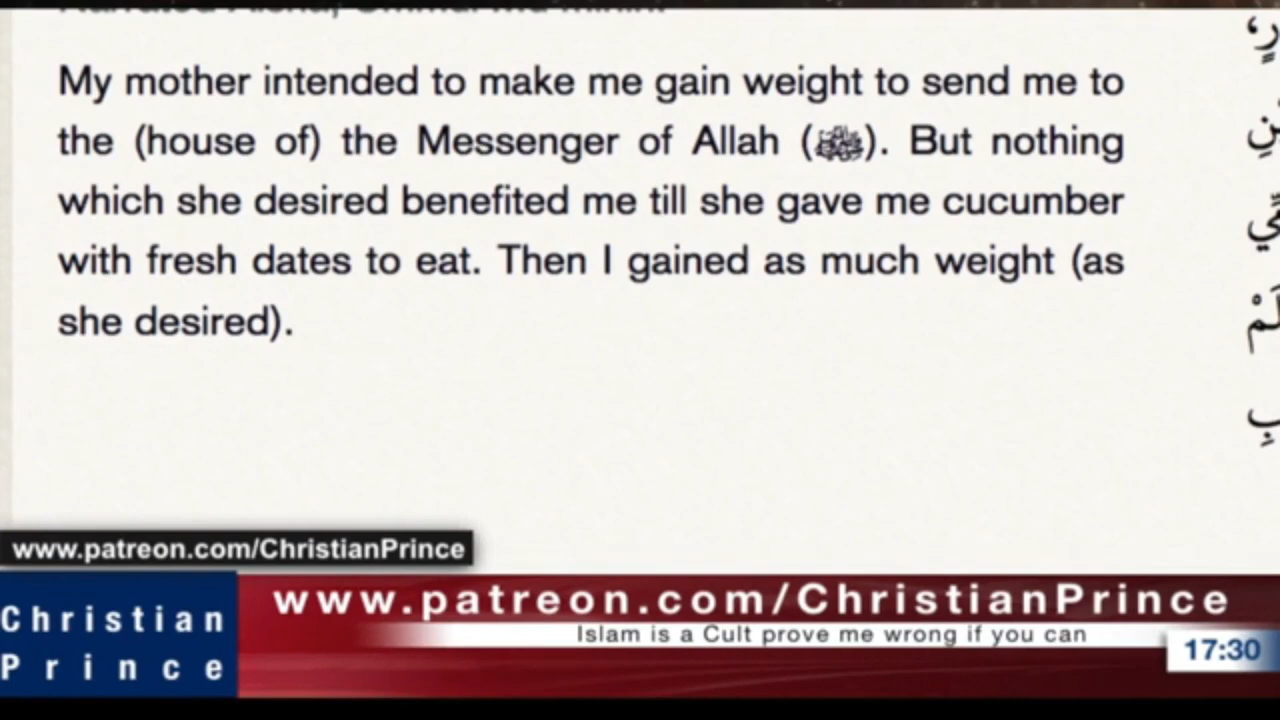 My mother intended to make me gain weight to send me to
the (house of) the Messenger of Allah (ﷺ). But nothing
which she desired benefited me till she gave me cucumber
with fresh dates to eat. Then I gained as much weight (as
she desired).
www.patreon.com/ChristianPrince
Christian
Prince
www.patreon.com/ChristianPrince
Islam is a Cult prove me wrong if you can
17:30